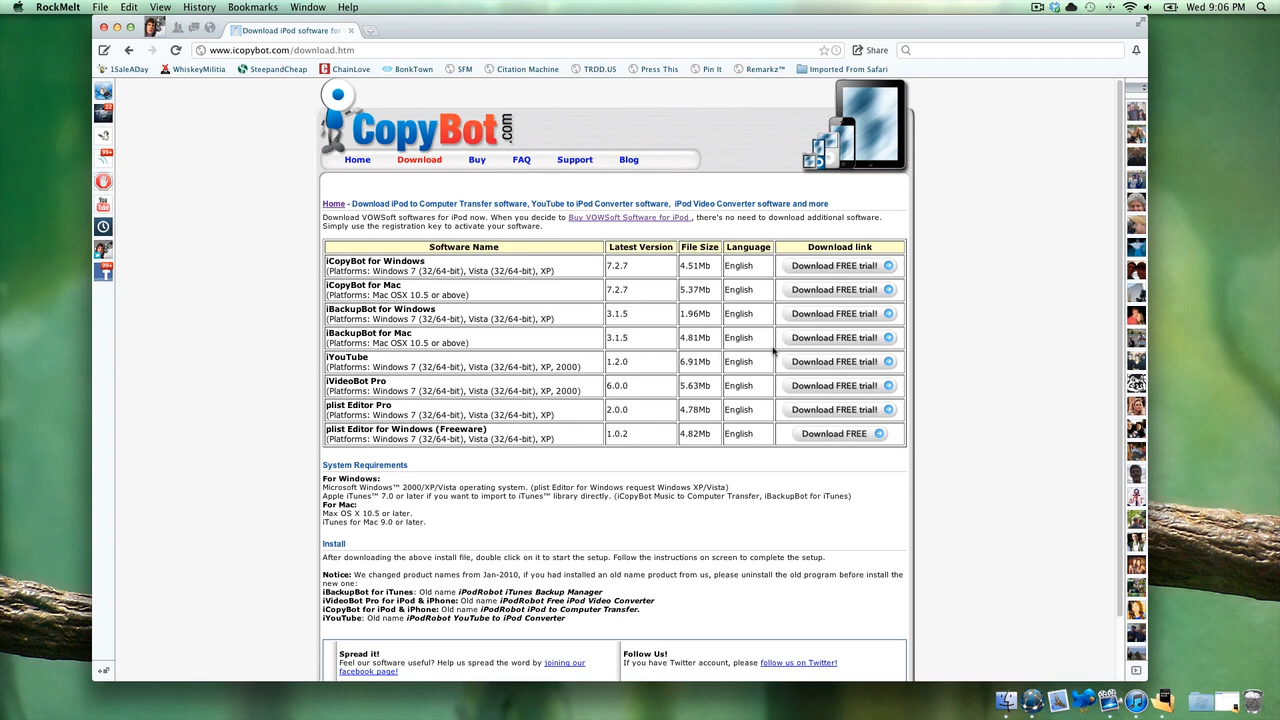 RockMelt File Edit View History Bookmarks Window Help Wed 9:06 PM
Download iPod software for
www.icopybot.com/download.htm Share
1SaleADay WhiskeyMilitia SteepandCheap ChainLove BonkTown SFM Citation Machine TRDD.US Press This Pin It Remarkz™ Imported From Safari
CopyBot.com
Home Download Buy FAQ Support Blog
Home - Download iPod to Computer Transfer software, YouTube to iPod Converter software, iPod Video Converter software and more
Download VOWSoft softwares for iPod now. When you decide to Buy VOWSoft Software for iPod , there's no need to download additional software.
Simply use the registration key to activate your software.
Software Name Latest Version File Size Language Download link
iCopyBot for Windows
(Platforms: Windows 7 (32/64-bit), Vista (32/64-bit), XP) 7.2.7 4.51Mb English Download FREE trial!
iCopyBot for Mac
(Platforms: Mac OSX 10.5 or above) 7.2.7 5.37Mb English Download FREE trial!
iBackupBot for Windows
(Platforms: Windows 7 (32/64-bit), Vista (32/64-bit), XP) 3.1.5 1.96Mb English Download FREE trial!
iBackupBot for Mac
(Platforms: Mac OSX 10.5 or above) 3.1.5 4.81Mb English Download FREE trial!
iYouTube
(Platforms: Windows 7 (32/64-bit), Vista (32/64-bit), XP, 2000) 1.2.0 6.91Mb English Download FREE trial!
iVideoBot Pro
(Platforms: Windows 7 (32/64-bit), Vista (32/64-bit), XP, 2000) 6.0.0 5.63Mb English Download FREE trial!
plist Editor Pro
(Platforms: Windows 7 (32/64-bit), Vista (32/64-bit), XP) 2.0.0 4.78Mb English Download FREE trial!
plist Editor for Windows (Freeware)
(Platforms: Windows 7 (32/64-bit), Vista (32/64-bit), XP) 1.0.2 4.82Mb English Download FREE
System Requirements
For Windows:
Microsoft Windows™ 2000/XP/Vista operating system. (plist Editor for Windows request Windows XP/Vista)
Apple iTunes™ 7.0 or later if you want to import to iTunes™ library directly. (iCopyBot Music to Computer Transfer, iBackupBot for iTunes)
For Mac:
Max OS X 10.5 or later.
iTunes for Mac 9.0 or later.
Install
After downloading the above install file, double click on it to start the setup. Follow the instructions on screen to complete the setup.
Notice: We changed product names from Jan-2010, if you had installed an old name product from us, please uninstall the old program before install the
new one:
iBackupBot for iTunes: Old name iPodRobot iTunes Backup Manager
iVideoBot Pro for iPod & iPhone: Old name iPodRobot Free iPod Video Converter
iCopyBot for iPod & iPhone: Old name iPodRobot iPod to Computer Transfer.
iYouTube: Old name iPodRobot YouTube to iPod Converter
Spread it!
Feel our software useful? Help us spread the word by joining our
facebook page!
Follow Us!
If you have Twitter account, please follow us on Twitter!
22
99+
You
Tube
99+